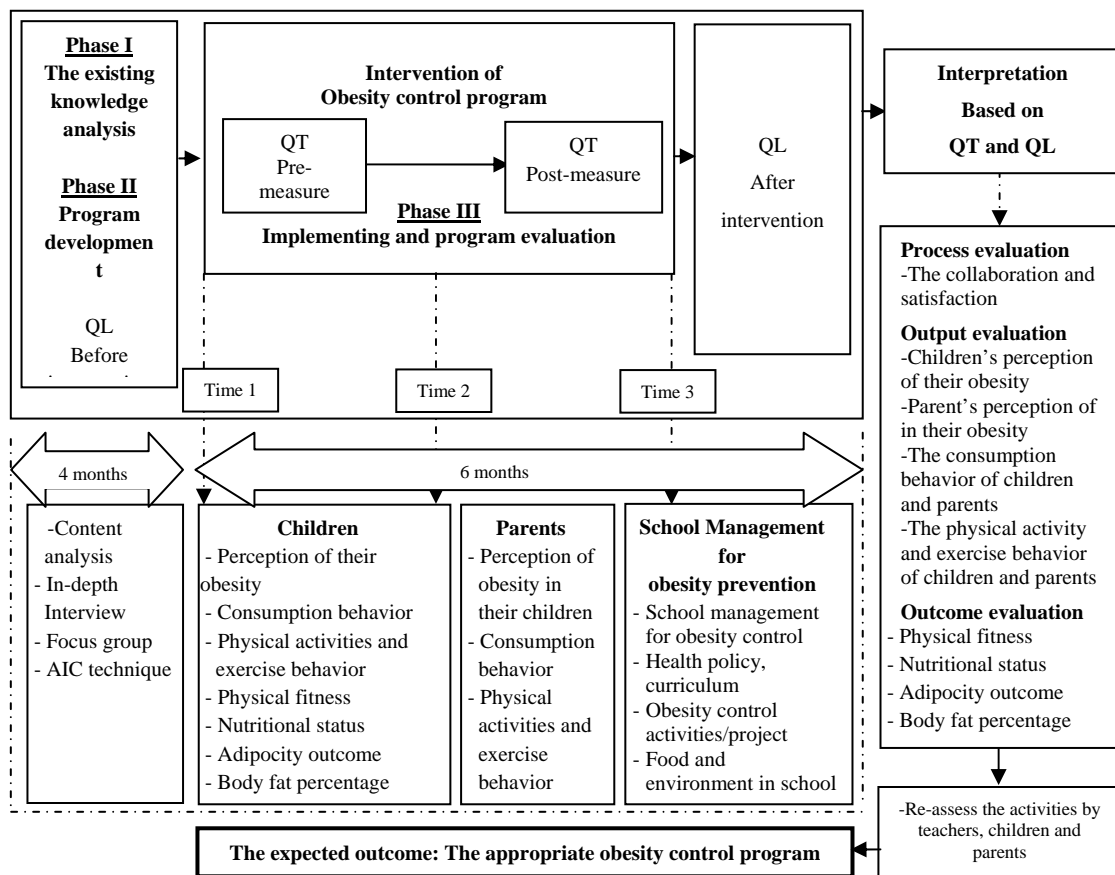 Phase I
The existing
knowledge
analysis
Phase II
Program
developmen
t
QL
Before
Intervention of
Obesity control program
QT
Pre-
measure
QT
Post-measure
Phase III
Implementing and program evaluation
QL
After
intervention
Interpretation
Based on
QT and QL
Time 1
Time 2
Time 3
4 months
6 months
-Content
analysis
- In-depth
Interview
- Focus group
- AIC technique
Children
- Perception of their
obesity
- Consumption behavior
- Physical activities and
exercise behavior
- Physical fitness
- Nutritional status
- Adipocity outcome
- Body fat percentage
Parents
- Perception of
obesity in
their children
- Consumption
behavior
- Physical
activities and
exercise
behavior
School Management
for
obesity prevention
- School management
for obesity control
- Health policy,
curriculum
- Obesity control
activities/project
- Food and
environment in school
Process evaluation
-The collaboration and
satisfaction
Output evaluation
-Children’s perception
of their obesity
-Parent’s perception of
in their obesity
-The consumption
behavior of children
and parents
-The physical activity
and exercise behavior
of children and parents
Outcome evaluation
- Physical fitness
- Nutritional status
- Adipocity outcome
- Body fat percentage
-Re-assess the activities by
teachers, children and
parents
The expected outcome: The appropriate obesity control program